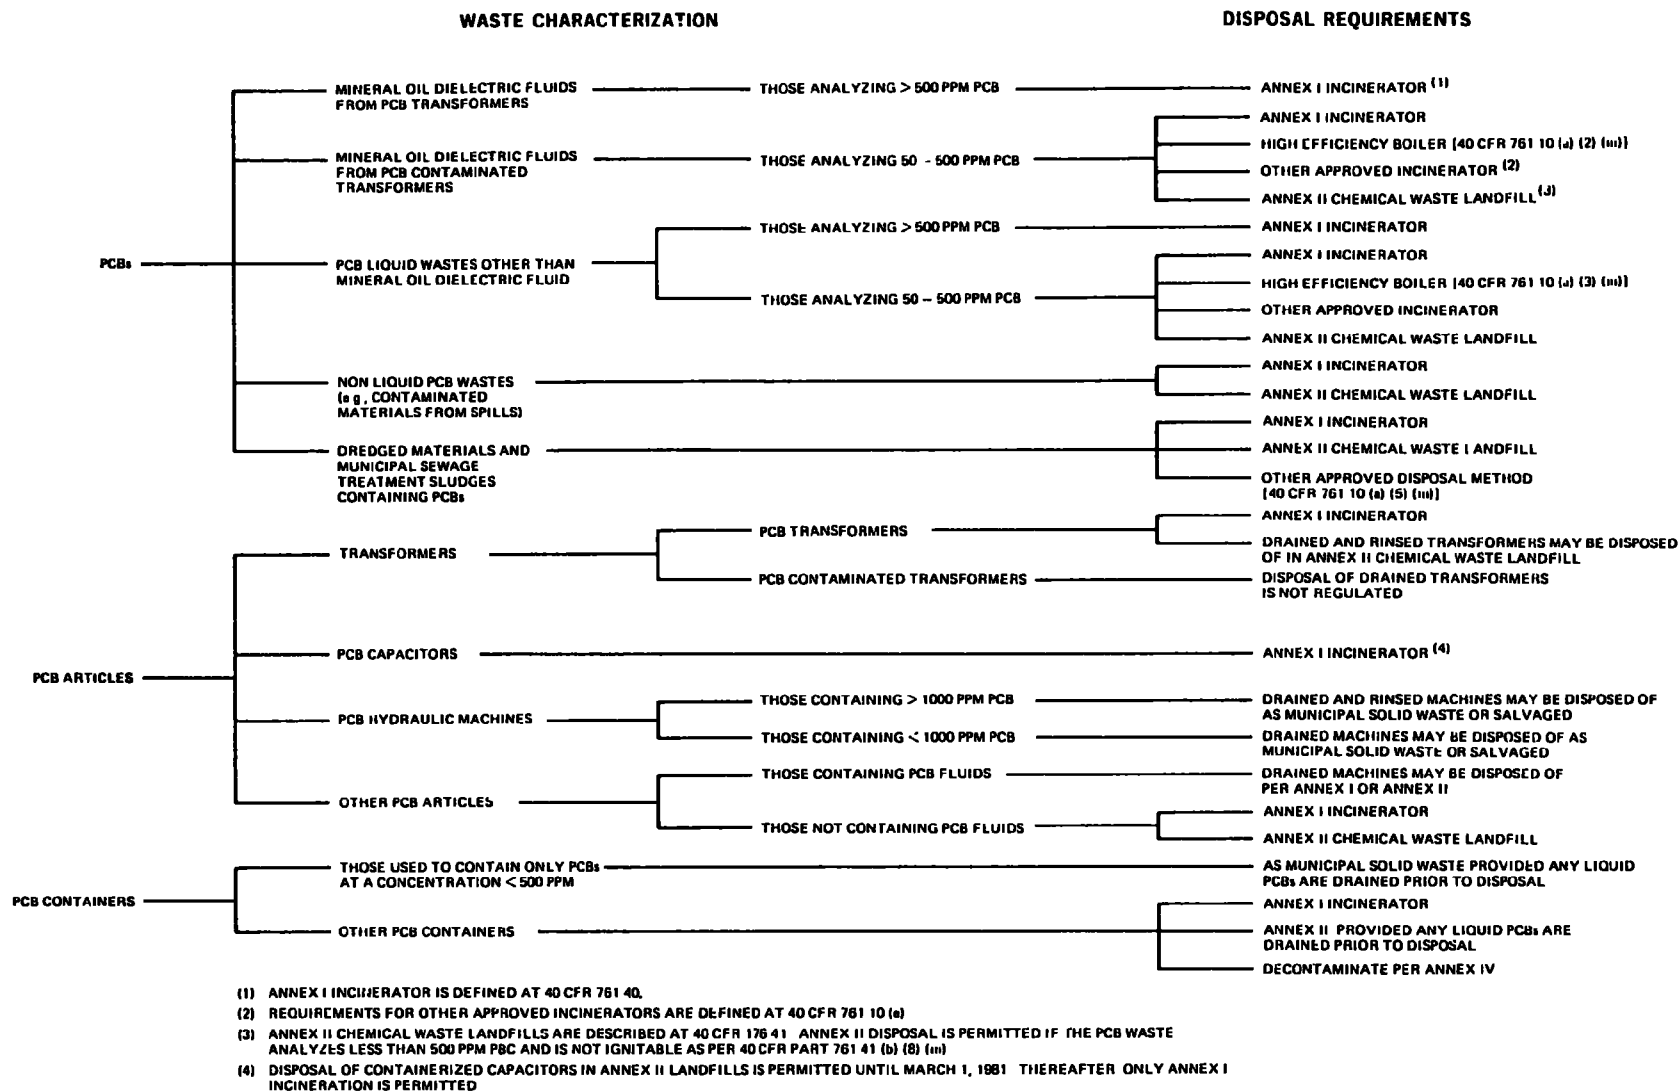 WASTE CHARACTERIZATION
DISPOSAL REQUIREMENTS
PCBs
MINERAL OIL DIELECTRIC FLUIDS
FROM PCB TRANSFORMERS
THOSE ANALYZING > 500 PPM PCB
ANNEX I INCINERATOR (1)
MINERAL OIL DIELECTRIC FLUIDS
FROM PCB CONTAMINATED
TRANSFORMERS
THOSE ANALYZING 50 - 500 PPM PCB
ANNEX I INCINERATOR
HIGH EFFICIENCY BOILER [40 CFR 761 10 (a) (2) (iii)]
OTHER APPROVED INCINERATOR (2)
ANNEX II CHEMICAL WASTE LANDFILL (3)
PCB LIQUID WASTES OTHER THAN
MINERAL OIL DIELECTRIC FLUID
THOSE ANALYZING > 500 PPM PCB
ANNEX I INCINERATOR
THOSE ANALYZING 50 – 500 PPM PCB
ANNEX I INCINERATOR
HIGH EFFICIENCY BOILER [40 CFR 761 10 (a) (3) (iii)]
OTHER APPROVED INCINERATOR
ANNEX II CHEMICAL WASTE LANDFILL
NON LIQUID PCB WASTES
(e g , CONTAMINATED
MATERIALS FROM SPILLS)
ANNEX I INCINERATOR
ANNEX II CHEMICAL WASTE LANDFILL
DREDGED MATERIALS AND
MUNICIPAL SEWAGE
TREATMENT SLUDGES
CONTAINING PCBs
ANNEX I INCINERATOR
ANNEX II CHEMICAL WASTE LANDFILL
OTHER APPROVED DISPOSAL METHOD
[40 CFR 761 10 (a) (5) (iii)]
PCB ARTICLES
TRANSFORMERS
PCB TRANSFORMERS
ANNEX I INCINERATOR
DRAINED AND RINSED TRANSFORMERS MAY BE DISPOSED
OF IN ANNEX II CHEMICAL WASTE LANDFILL
PCB CONTAMINATED TRANSFORMERS
DISPOSAL OF DRAINED TRANSFORMERS
IS NOT REGULATED
PCB CAPACITORS
ANNEX I INCINERATOR (4)
PCB HYDRAULIC MACHINES
THOSE CONTAINING > 1000 PPM PCB
DRAINED AND RINSED MACHINES MAY BE DISPOSED OF
AS MUNICIPAL SOLID WASTE OR SALVAGED
THOSE CONTAINING < 1000 PPM PCB
DRAINED MACHINES MAY BE DISPOSED OF AS
MUNICIPAL SOLID WASTE OR SALVAGED
OTHER PCB ARTICLES
THOSE CONTAINING PCB FLUIDS
DRAINED MACHINES MAY BE DISPOSED OF
PER ANNEX I OR ANNEX II
THOSE NOT CONTAINING PCB FLUIDS
ANNEX I INCINERATOR
ANNEX II CHEMICAL WASTE LANDFILL
PCB CONTAINERS
THOSE USED TO CONTAIN ONLY PCBs
AT A CONCENTRATION < 500 PPM
AS MUNICIPAL SOLID WASTE PROVIDED ANY LIQUID
PCBs ARE DRAINED PRIOR TO DISPOSAL
OTHER PCB CONTAINERS
ANNEX I INCINERATOR
ANNEX II PROVIDED ANY LIQUID PCBs ARE
DRAINED PRIOR TO DISPOSAL
DECONTAMINATE PER ANNEX IV
(1) ANNEX I INCINERATOR IS DEFINED AT 40 CFR 761 40.
(2) REQUIREMENTS FOR OTHER APPROVED INCINERATORS ARE DEFINED AT 40 CFR 761 10 (a)
(3) ANNEX II CHEMICAL WASTE LANDFILLS ARE DESCRIBED AT 40 CFR 176 41 ANNEX II DISPOSAL IS PERMITTED IF THE PCB WASTE
ANALYZES LESS THAN 500 PPM PBC AND IS NOT IGNITABLE AS PER 40 CFR PART 761 41 (b) (8) (iii)
(4) DISPOSAL OF CONTAINERIZED CAPACITORS IN ANNEX II LANDFILLS IS PERMITTED UNTIL MARCH 1, 1981 THEREAFTER ONLY ANNEX I
INCINERATION IS PERMITTED